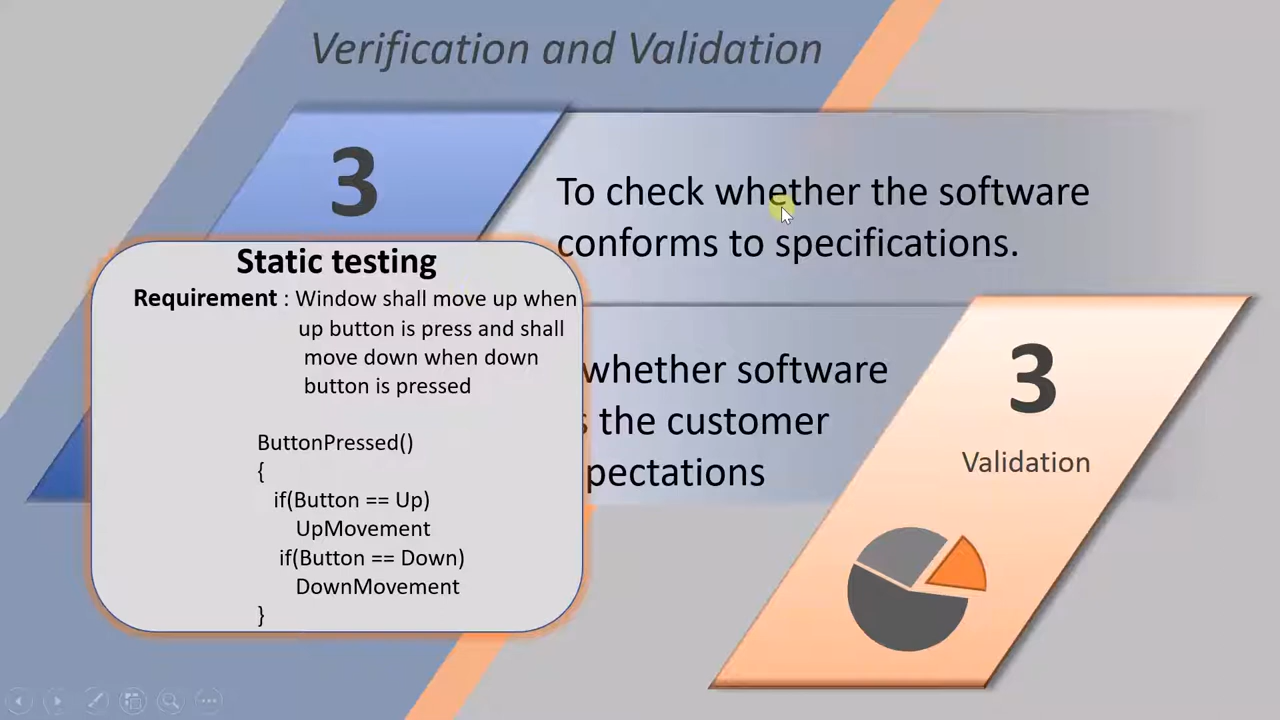 Verification and Validation
3
To check whether the software
conforms to specifications.
Static testing
Requirement : Window shall move up when
up button is press and shall
move down when down
button is pressed
ButtonPressed()
{
if(Button == Up)
UpMovement
if(Button == Down)
DownMovement
}
whether software
s the customer
pectations
3
Validation